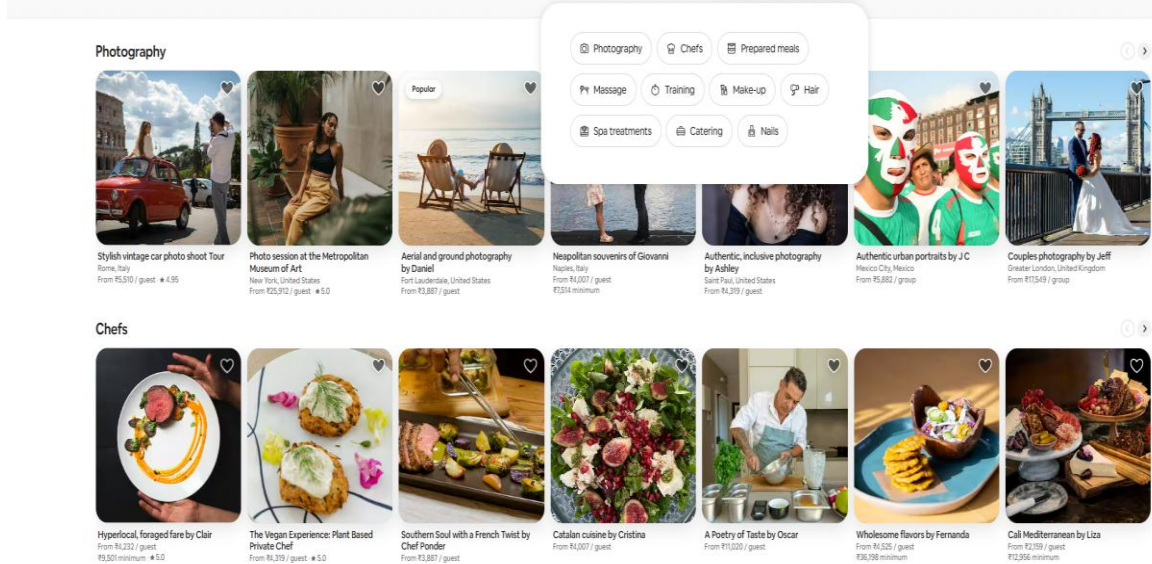 Photography
Chefs
Prepared meals
Massage
Training
Make-up
Hair
Spa treatments
Catering
Nails
Photography
Popular
Stylish vintage car photo shoot Tour
Rome, Italy
From ₹5,510 / guest · ★ 4.95
Photo session at the Metropolitan
Museum of Art
New York, United States
From ₹25,912 / guest · ★ 5.0
Aerial and ground photography
by Daniel
Fort Lauderdale, United States
From ₹3,887 / guest
Neapolitan souvenirs of Giovanni
Naples, Italy
From ₹4,007 / guest
₹7,514 minimum
Authentic, inclusive photography
by Ashley
Saint Paul, United States
From ₹4,319 / guest
Authentic urban portraits by J C
Mexico City, Mexico
From ₹5,882 / group
Couples photography by Jeff
Greater London, United Kingdom
From ₹17,549 / group
Chefs
Hyperlocal, foraged fare by Clair
From ₹4,232 / guest
₹9,501 minimum · ★ 5.0
The Vegan Experience: Plant Based
Private Chef
From ₹4,319 / guest · ★ 5.0
Southern Soul with a French Twist by
Chef Ponder
From ₹3,887 / guest
Catalan cuisine by Cristina
From ₹4,007 / guest
A Poetry of Taste by Oscar
From ₹11,020 / guest
Wholesome flavors by Fernanda
From ₹4,525 / guest
₹36,198 minimum
Cali Mediterranean by Liza
From ₹2,159 / guest
₹12,956 minimum